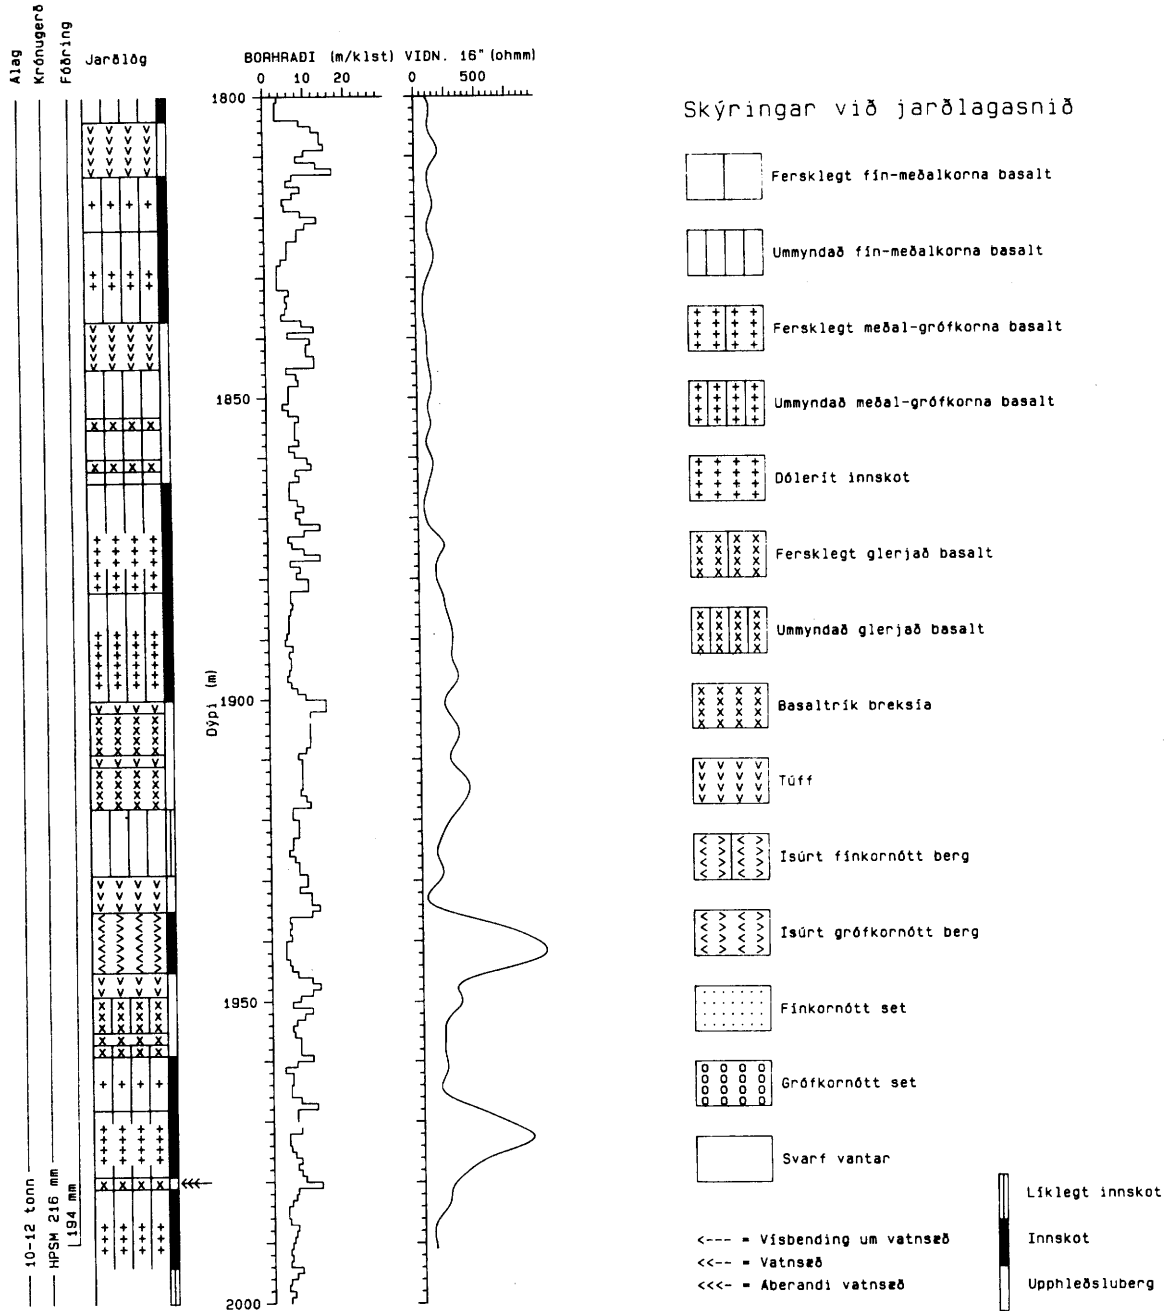 Álag
Krónugerð
Fóðring
Jarðlög
BORHRAÐI (m/klst)
0 10 20
VIÐN. 16" (ohmm)
0 500
Dýpi (m)
1800
1850
1900
1950
2000
10-12 tonn
HPSM 216 mm
194 mm
Skýringar við jarðlagasnið
Fersklegt fín-meðalkorna basalt
Ummyndað fín-meðalkorna basalt
Fersklegt meðal-grófkorna basalt
Ummyndað meðal-grófkorna basalt
Dólerít innskot
Fersklegt glerjað basalt
Ummyndað glerjað basalt
Basaltrík breksía
Túff
Ísúrt fínkornótt berg
Ísúrt grófkornótt berg
Fínkornótt set
Grófkornótt set
Svarf vantar
<--- = Vísbending um vatnsæð
<<-- = Vatnsæð
<<<- = Áberandi vatnsæð
Líklegt innskot
Innskot
Upphleðsluberg